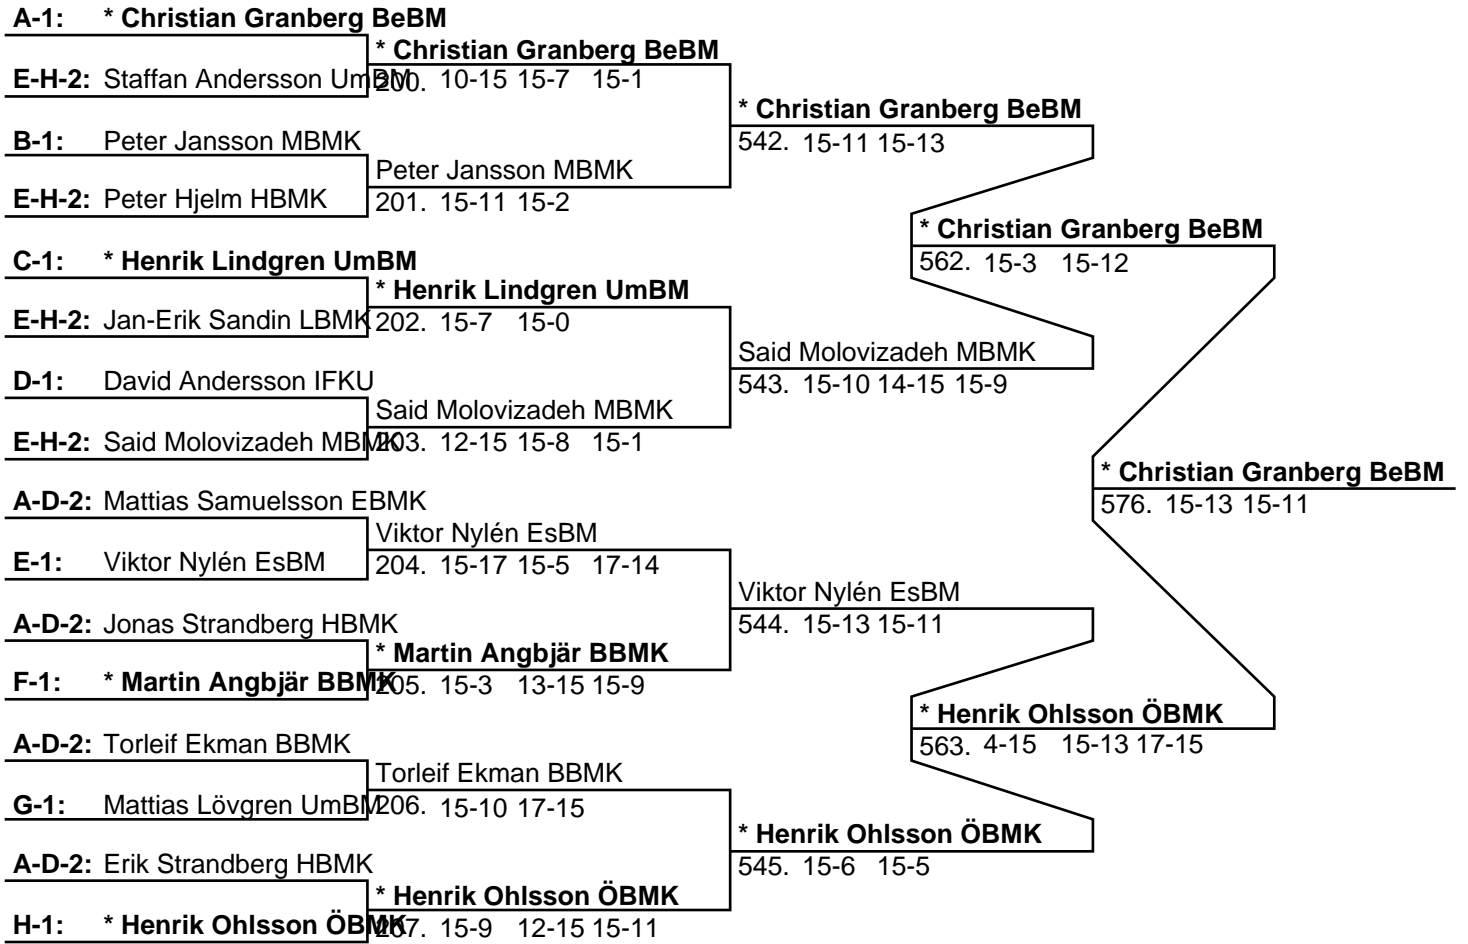 A-1: * Christian Granberg BeBM
E-H-2: Staffan Andersson UmBM
B-1: Peter Jansson MBMK
E-H-2: Peter Hjelm HBMK
C-1: * Henrik Lindgren UmBM
E-H-2: Jan-Erik Sandin LBMK
D-1: David Andersson IFKU
E-H-2: Said Molovizadeh MBMK
A-D-2: Mattias Samuelsson EBMK
E-1: Viktor Nylén EsBM
A-D-2: Jonas Strandberg HBMK
F-1: * Martin Angbjär BBMK
A-D-2: Torleif Ekman BBMK
G-1: Mattias Lövgren UmBM
A-D-2: Erik Strandberg HBMK
H-1: * Henrik Ohlsson ÖBMK
* Christian Granberg BeBM
200. 10-15 15-7 15-1
Peter Jansson MBMK
201. 15-11 15-2
* Henrik Lindgren UmBM
202. 15-7 15-0
Said Molovizadeh MBMK
203. 12-15 15-8 15-1
Viktor Nylén EsBM
204. 15-17 15-5 17-14
* Martin Angbjär BBMK
205. 15-3 13-15 15-9
Torleif Ekman BBMK
206. 15-10 17-15
* Henrik Ohlsson ÖBMK
207. 15-9 12-15 15-11
* Christian Granberg BeBM
542. 15-11 15-13
Said Molovizadeh MBMK
543. 15-10 14-15 15-9
Viktor Nylén EsBM
544. 15-13 15-11
* Henrik Ohlsson ÖBMK
545. 15-6 15-5
* Christian Granberg BeBM
562. 15-3 15-12
* Henrik Ohlsson ÖBMK
563. 4-15 15-13 17-15
* Christian Granberg BeBM
576. 15-13 15-11